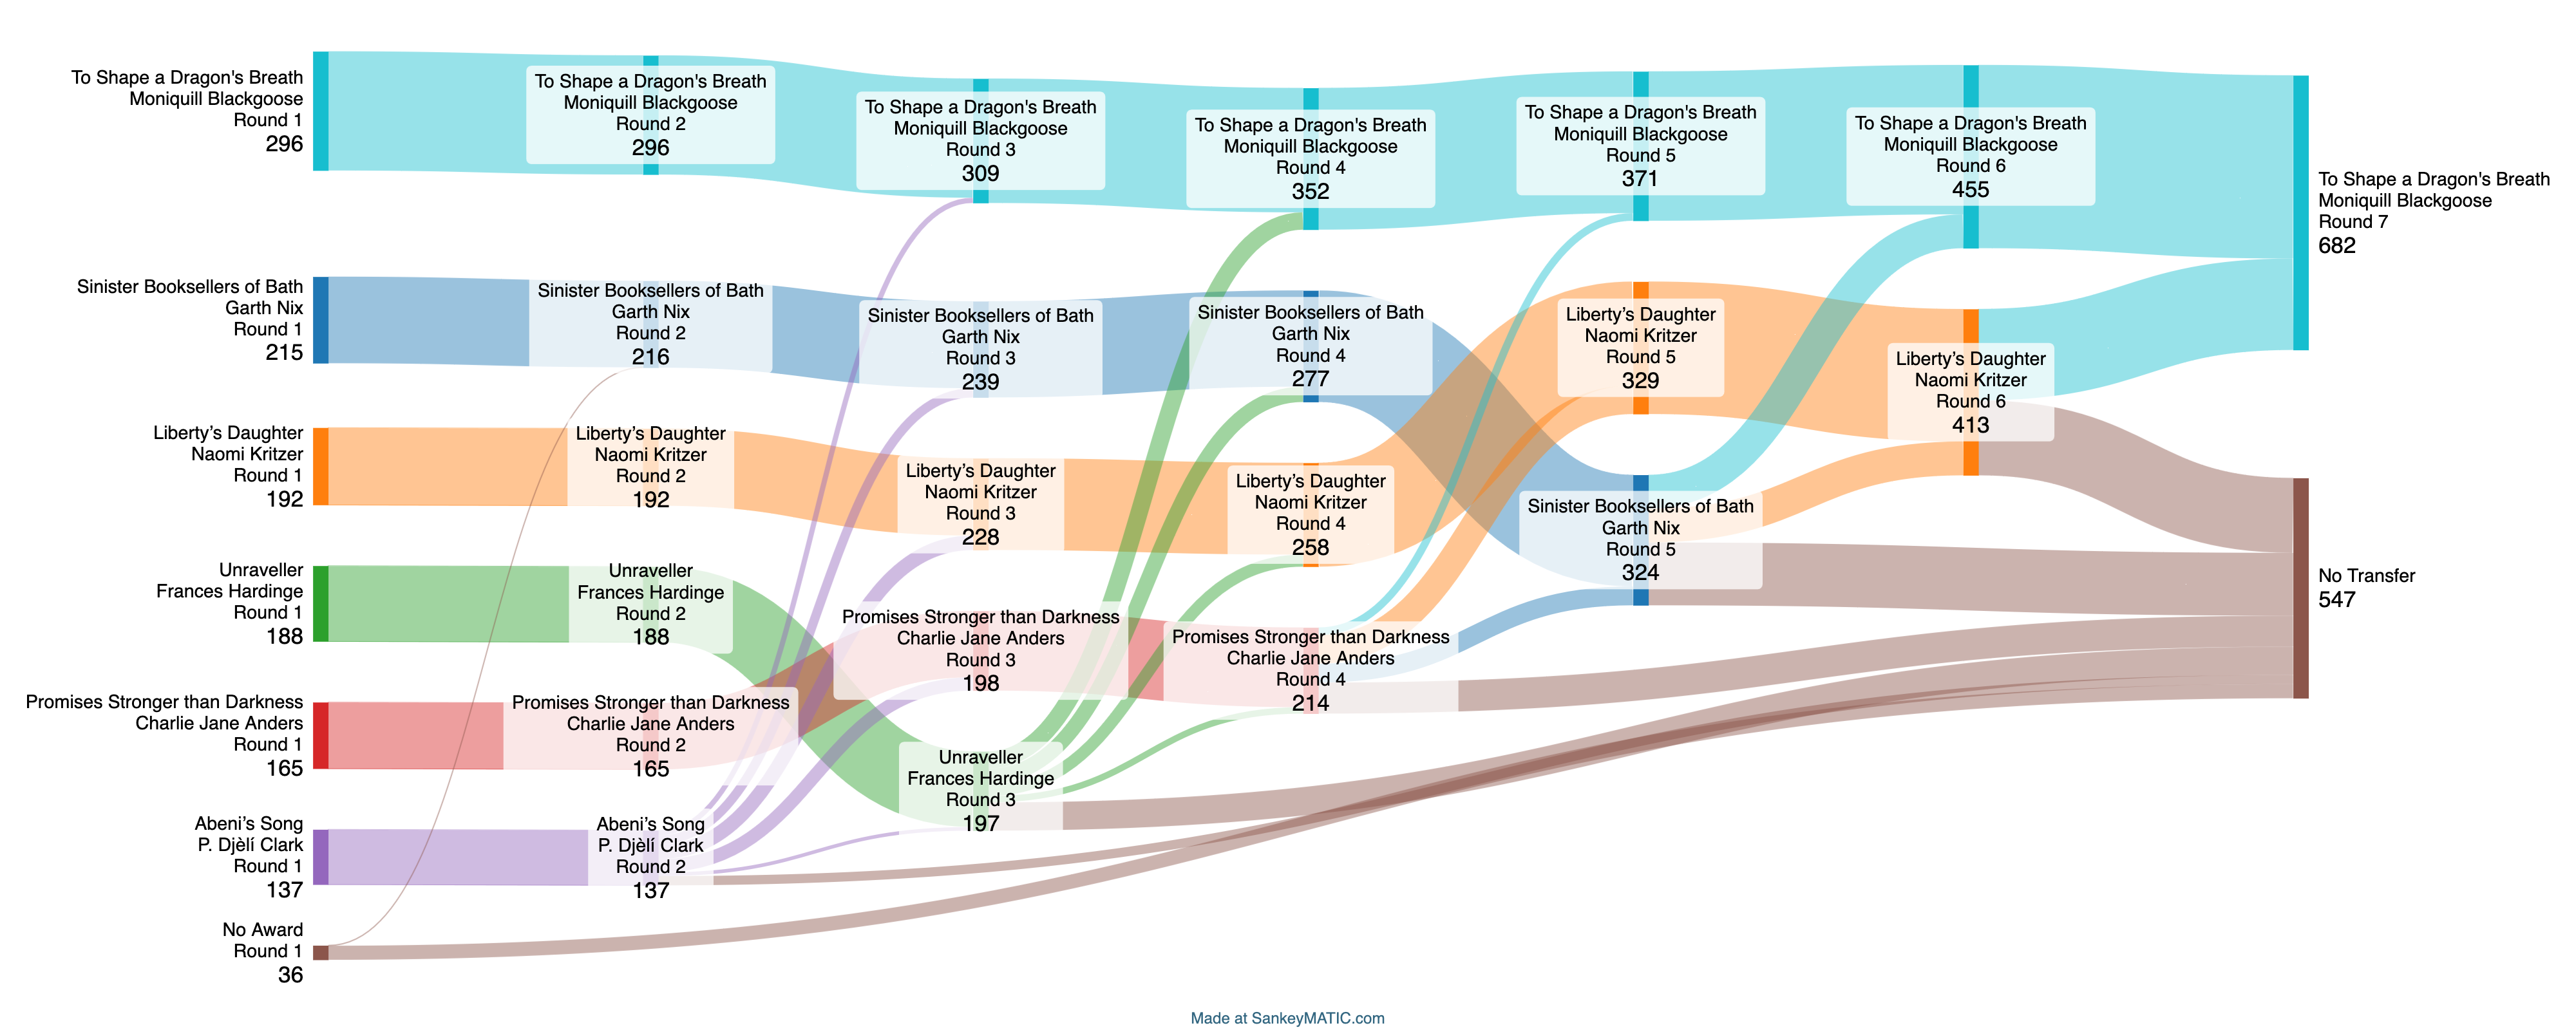 To Shape a Dragon's Breath
Moniquill Blackgoose
Round 1
296
Sinister Booksellers of Bath
Garth Nix
Round 1
215
Liberty’s Daughter
Naomi Kritzer
Round 1
192
Unraveller
Frances Hardinge
Round 1
188
Promises Stronger than Darkness
Charlie Jane Anders
Round 1
165
Abeni’s Song
P. Djèlí Clark
Round 1
137
No Award
Round 1
36
To Shape a Dragon's Breath
Moniquill Blackgoose
Round 2
296
Sinister Booksellers of Bath
Garth Nix
Round 2
216
Liberty’s Daughter
Naomi Kritzer
Round 2
192
Unraveller
Frances Hardinge
Round 2
188
Promises Stronger than Darkness
Charlie Jane Anders
Round 2
165
Abeni’s Song
P. Djèlí Clark
Round 2
137
To Shape a Dragon's Breath
Moniquill Blackgoose
Round 3
309
Sinister Booksellers of Bath
Garth Nix
Round 3
239
Liberty’s Daughter
Naomi Kritzer
Round 3
228
Promises Stronger than Darkness
Charlie Jane Anders
Round 3
198
Unraveller
Frances Hardinge
Round 3
197
To Shape a Dragon's Breath
Moniquill Blackgoose
Round 4
352
Sinister Booksellers of Bath
Garth Nix
Round 4
277
Liberty’s Daughter
Naomi Kritzer
Round 4
258
Promises Stronger than Darkness
Charlie Jane Anders
Round 4
214
To Shape a Dragon's Breath
Moniquill Blackgoose
Round 5
371
Liberty’s Daughter
Naomi Kritzer
Round 5
329
Sinister Booksellers of Bath
Garth Nix
Round 5
324
To Shape a Dragon's Breath
Moniquill Blackgoose
Round 6
455
Liberty’s Daughter
Naomi Kritzer
Round 6
413
To Shape a Dragon's Breath
Moniquill Blackgoose
Round 7
682
No Transfer
547
Made at SankeyMATIC.com